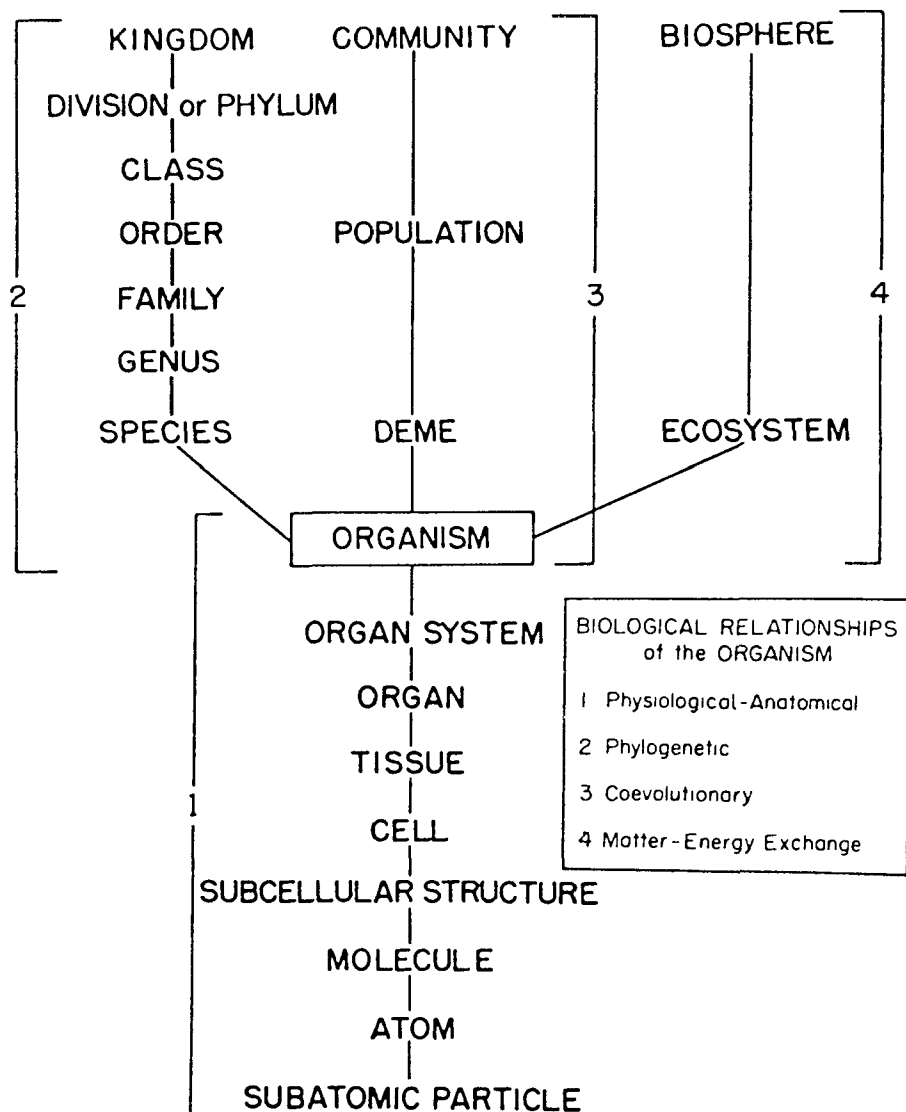 KINGDOM
DIVISION or PHYLUM
CLASS
ORDER
FAMILY
GENUS
SPECIES
2
COMMUNITY
POPULATION
DEME
3
BIOSPHERE
ECOSYSTEM
4
ORGANISM
ORGAN SYSTEM
ORGAN
TISSUE
CELL
SUBCELLULAR STRUCTURE
MOLECULE
ATOM
SUBATOMIC PARTICLE
1
BIOLOGICAL RELATIONSHIPS
of the ORGANISM
1 Physiological-Anatomical
2 Phylogenetic
3 Coevolutionary
4 Matter-Energy Exchange